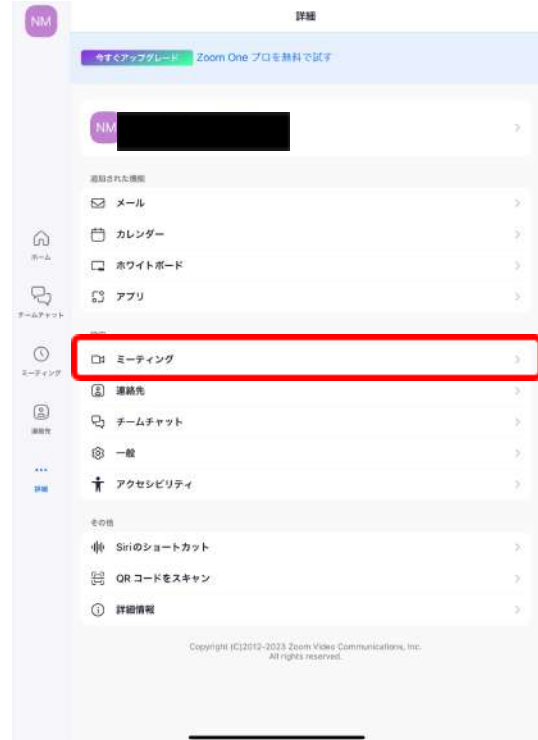 NM
詳細
今すぐアップグレード Zoom One プロを無料で試す
NM
追加された機能
メール
カレンダー
ホワイトボード
アプリ
ホーム
チームチャット
ミーティング
連絡先
詳細
ミーティング
連絡先
チームチャット
一般
アクセシビリティ
その他
Siriのショートカット
QR コードをスキャン
詳細情報
Copyright (C)2012-2023 Zoom Video Communications, Inc.
All rights reserved.